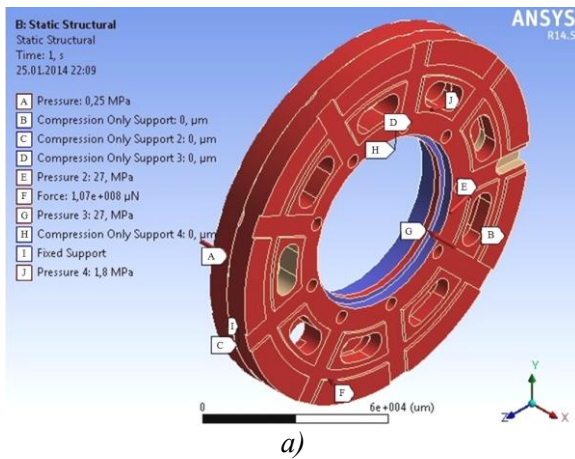 B: Static Structural
Static Structural
Time: 1, s
25.01.2014 22:09
A Pressure: 0,25 MPa
B Compression Only Support: 0, µm
C Compression Only Support 2: 0, µm
D Compression Only Support 3: 0, µm
E Pressure 2: 27, MPa
F Force: 1,07e+008 µN
G Pressure 3: 27, MPa
H Compression Only Support 4: 0, µm
I Fixed Support
J Pressure 4: 1,8 MPa
ANSYS
R14.5
J
D
H
E
G
B
A
I
C
F
0
6e+004 (um)
Y
Z
X
a)